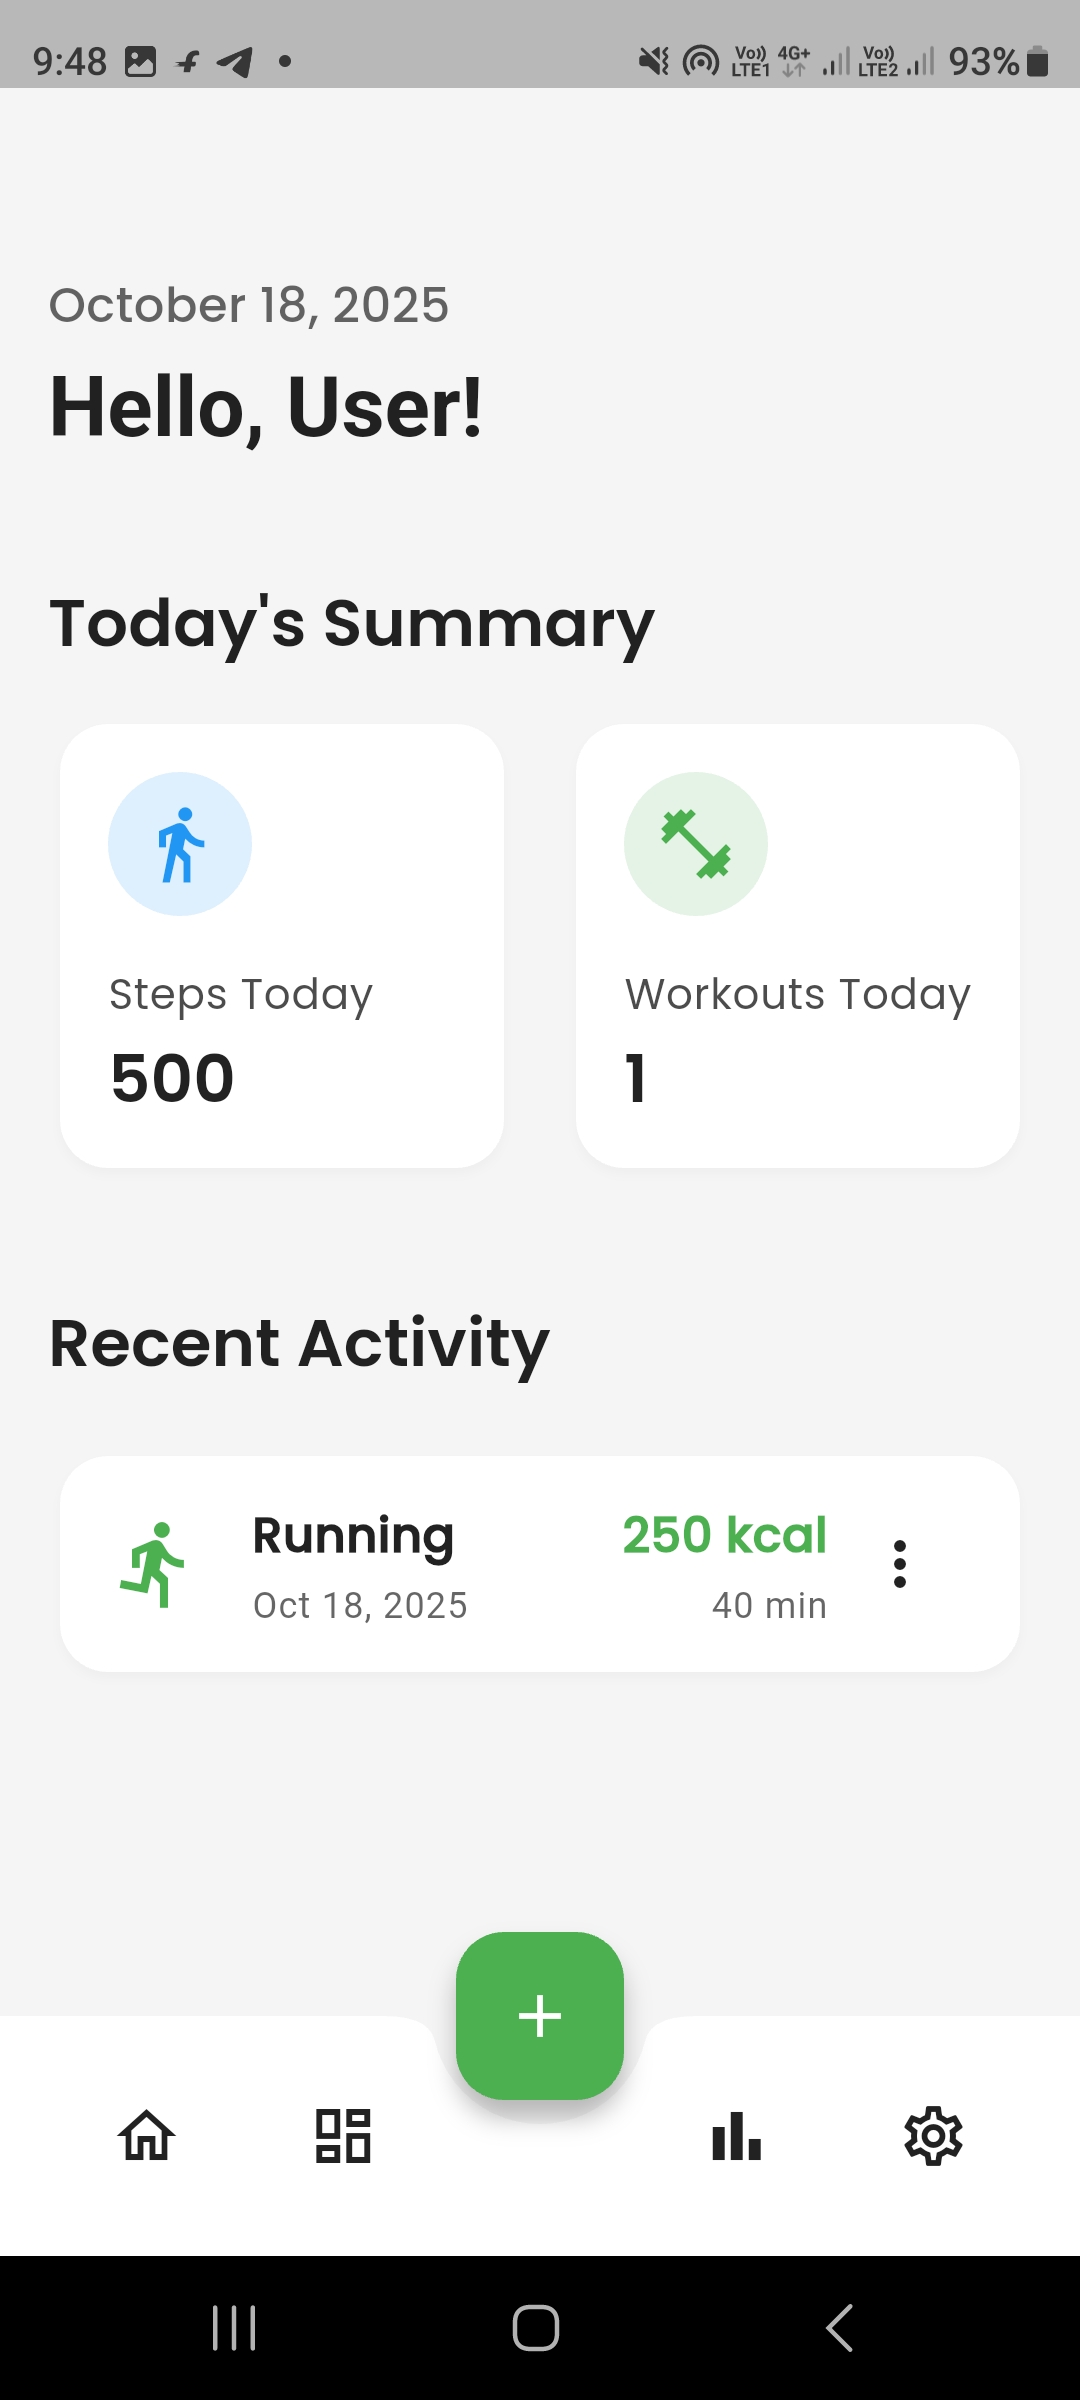 9:48
Vo)) LTE1 4G+ Vo)) LTE2 93%
October 18, 2025
Hello, User!
Today's Summary
Steps Today
500
Workouts Today
1
Recent Activity
Running
Oct 18, 2025
250 kcal
40 min